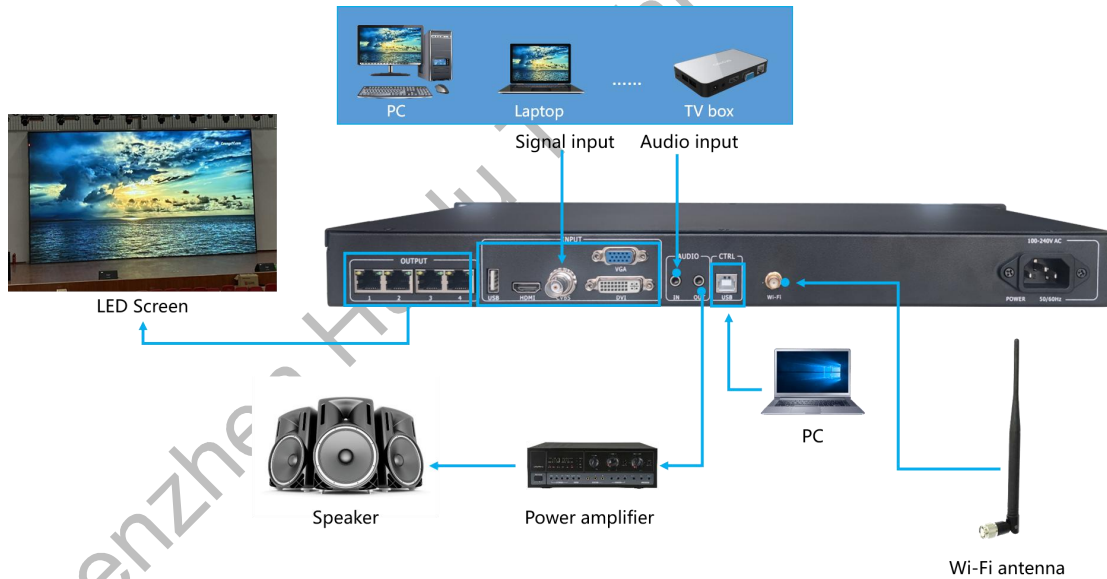 PC
Laptop
......
TV box
Signal input
Audio input
LED Screen
OUTPUT
1 2 3 4
INPUT
USB
HDMI
VGA
DVI
AUDIO
IN
CTRL
USB
Wi-Fi
100-240V AC
POWER
50/60Hz
PC
Speaker
Power amplifier
Wi-Fi antenna